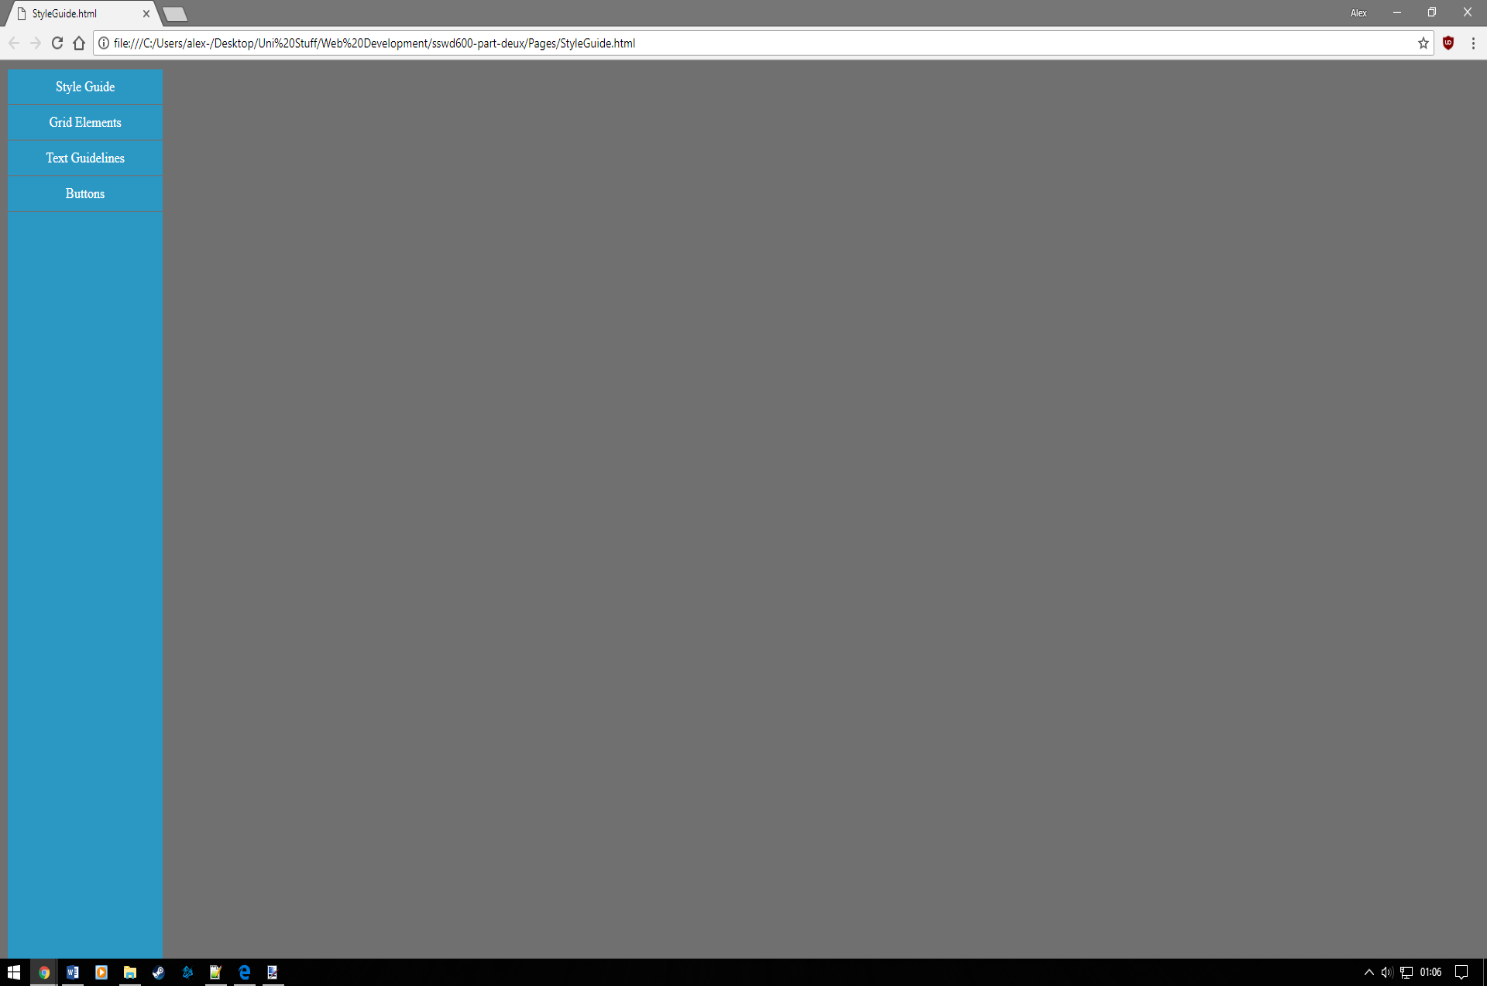 StyleGuide.html
Alex
file:///C:/Users/alex-/Desktop/Uni%20Stuff/Web%20Development/sswd600-part-deux/Pages/StyleGuide.html
Style Guide
Grid Elements
Text Guidelines
Buttons
01:06